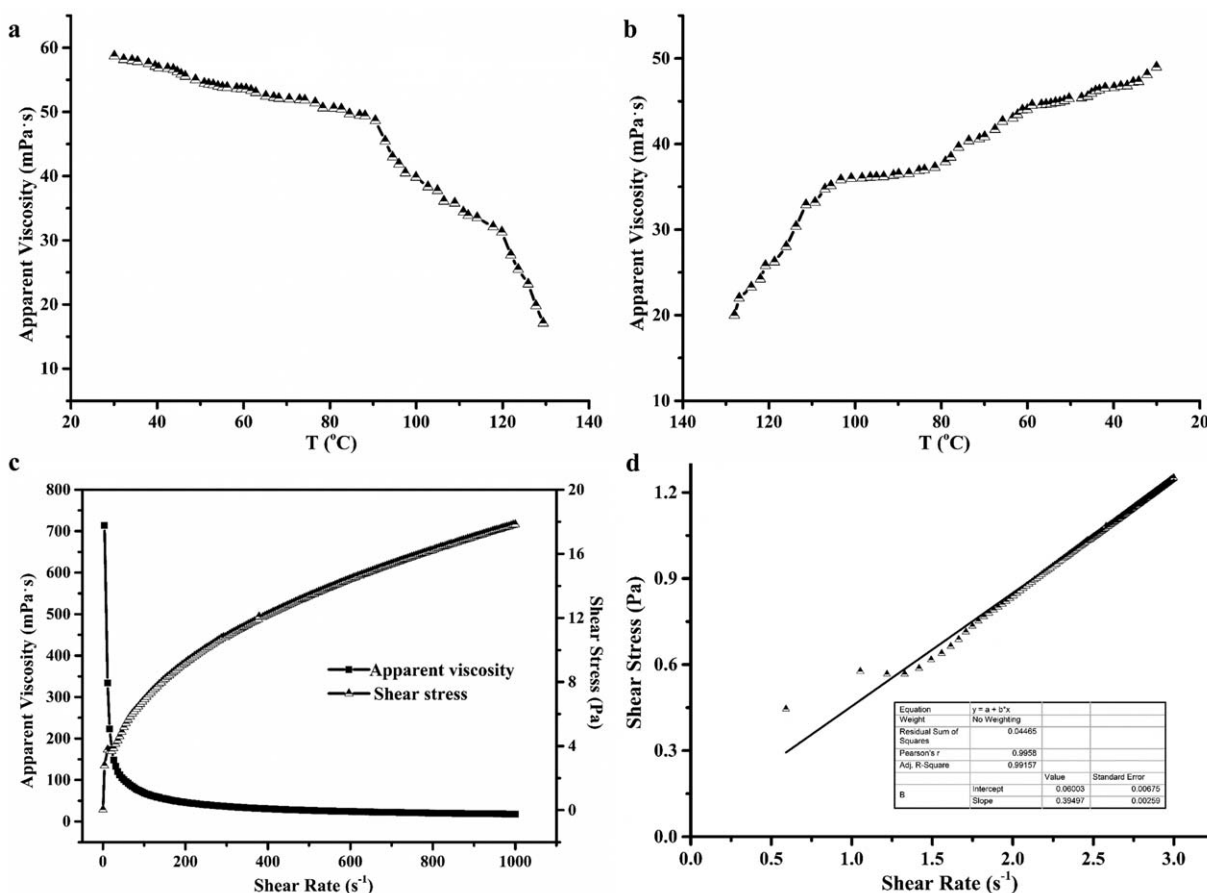 a
60
50
40
30
20
10
Apparent Viscosity (mPa·s)
20 40 60 80 100 120 140
T (°C)
b
50
40
30
20
10
Apparent Viscosity (mPa·s)
140 120 100 80 60 40 20
T (°C)
c
800
700
600
500
400
300
250
200
150
100
50
0
Apparent Viscosity (mPa·s)
20
16
12
8
4
0
Shear Stress (Pa)
Apparent viscosity
Shear stress
0 200 400 600 800 1000
Shear Rate (s⁻¹)
d
1.2
0.9
0.6
0.3
0.0
Shear Stress (Pa)
Equation y = a + b*x
Weight No Weighting
Residual Sum of Squares 0.04465
Pearson's r 0.9958
Adj. R-Square 0.99157
Value Standard Error
B Intercept 0.06003 0.00675
Slope 0.39497 0.00259
0.0 0.5 1.0 1.5 2.0 2.5 3.0
Shear Rate (s⁻¹)